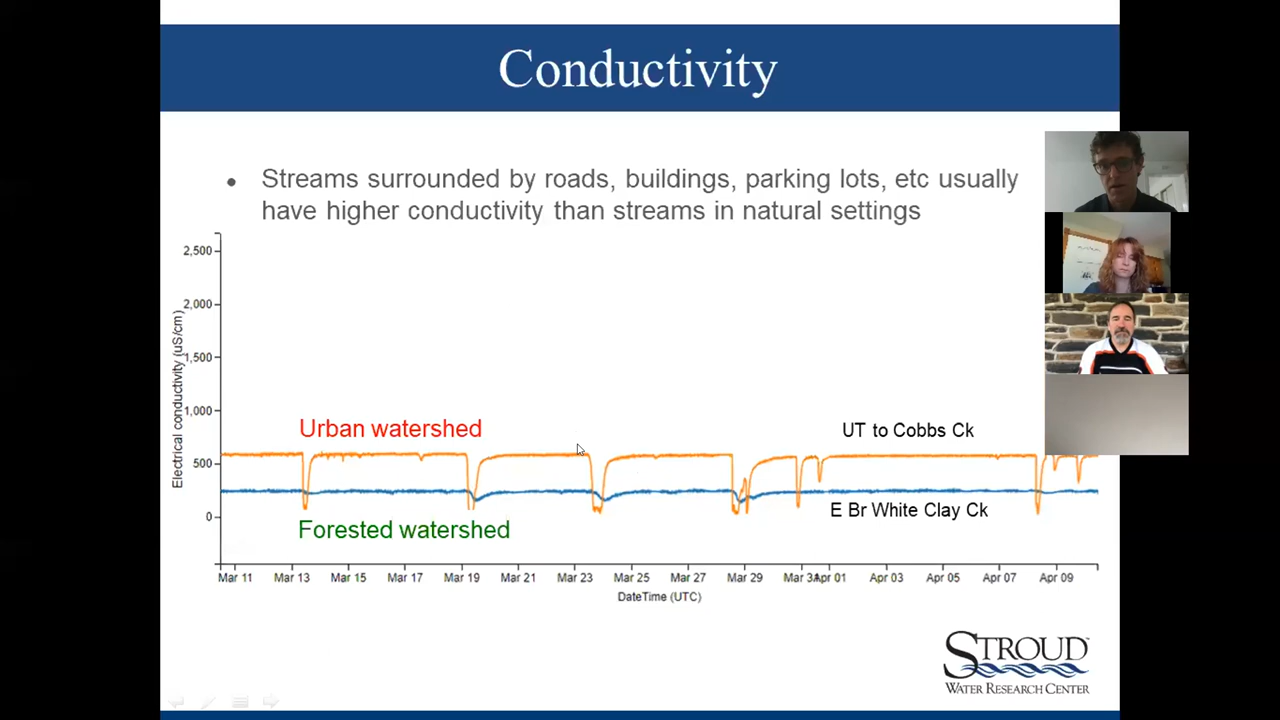 Conductivity
• Streams surrounded by roads, buildings, parking lots, etc usually
have higher conductivity than streams in natural settings
Electrical conductivity (uS/cm)
2,500
2,000
1,500
1,000
500
0
Urban watershed
UT to Cobbs Ck
E Br White Clay Ck
Forested watershed
Mar 11 Mar 13 Mar 15 Mar 17 Mar 19 Mar 21 Mar 23 Mar 25 Mar 27 Mar 29 Mar 31 Apr 01 Apr 03 Apr 05 Apr 07 Apr 09
DateTime (UTC)
STROUD
WATER RESEARCH CENTER